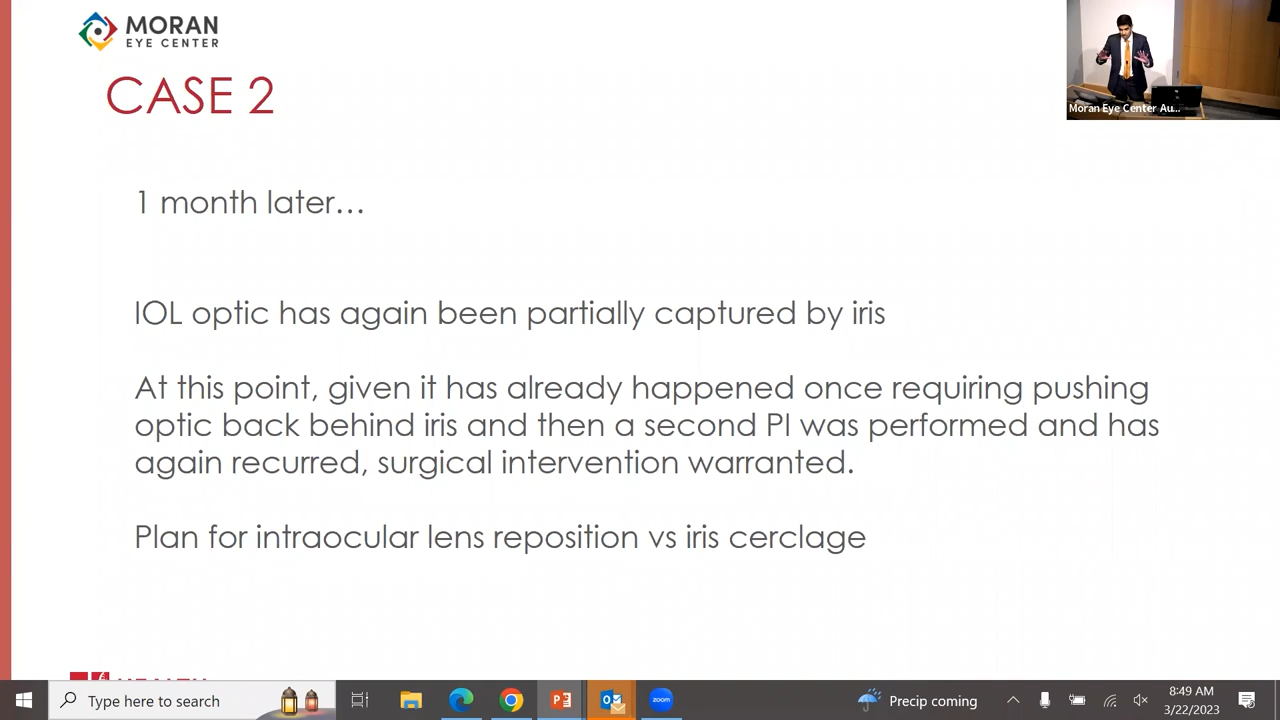 MORAN
EYE CENTER
CASE 2
Moran Eye Center Au...
1 month later…
IOL optic has again been partially captured by iris
At this point, given it has already happened once requiring pushing
optic back behind iris and then a second PI was performed and has
again recurred, surgical intervention warranted.
Plan for intraocular lens reposition vs iris cerclage
Type here to search
zoom
Precip coming
8:49 AM
3/22/2023